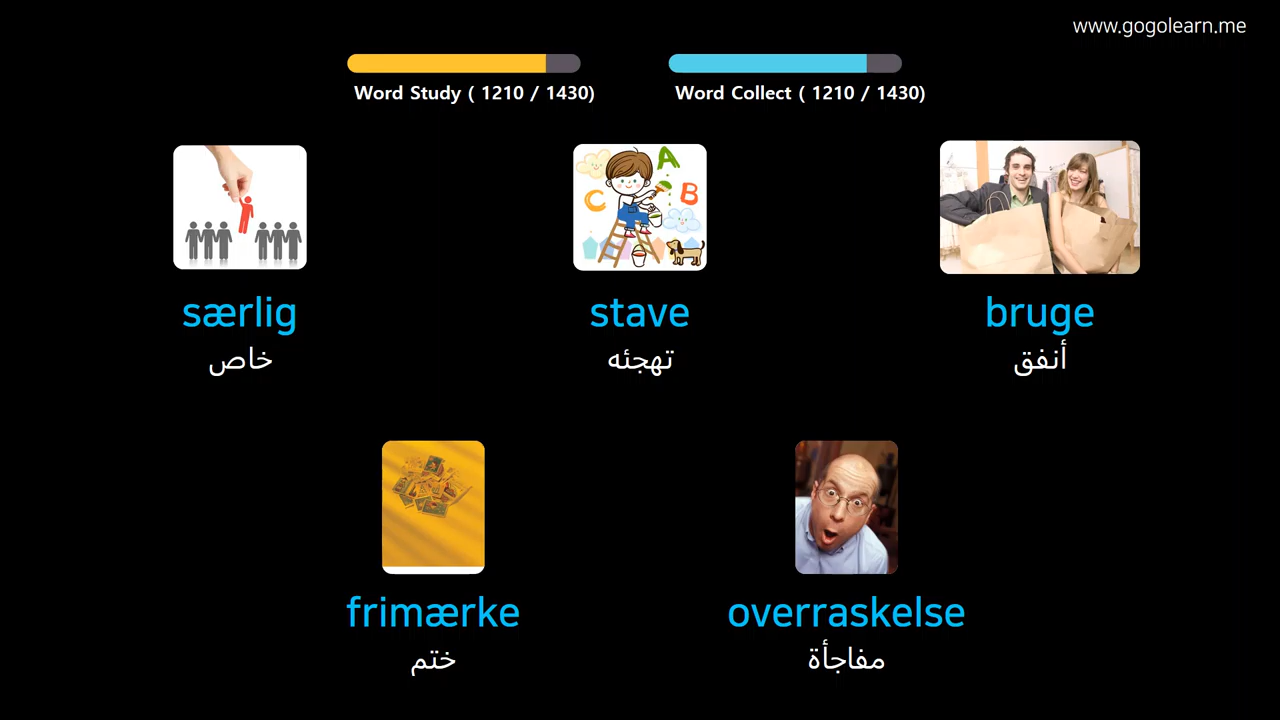 www.gogolearn.me
Word Study ( 1210 / 1430)
Word Collect ( 1210 / 1430)
A
B
C
særlig
stave
bruge
خاص
تهجئه
أنفق
frimærke
overraskelse
ختم
مفاجأة